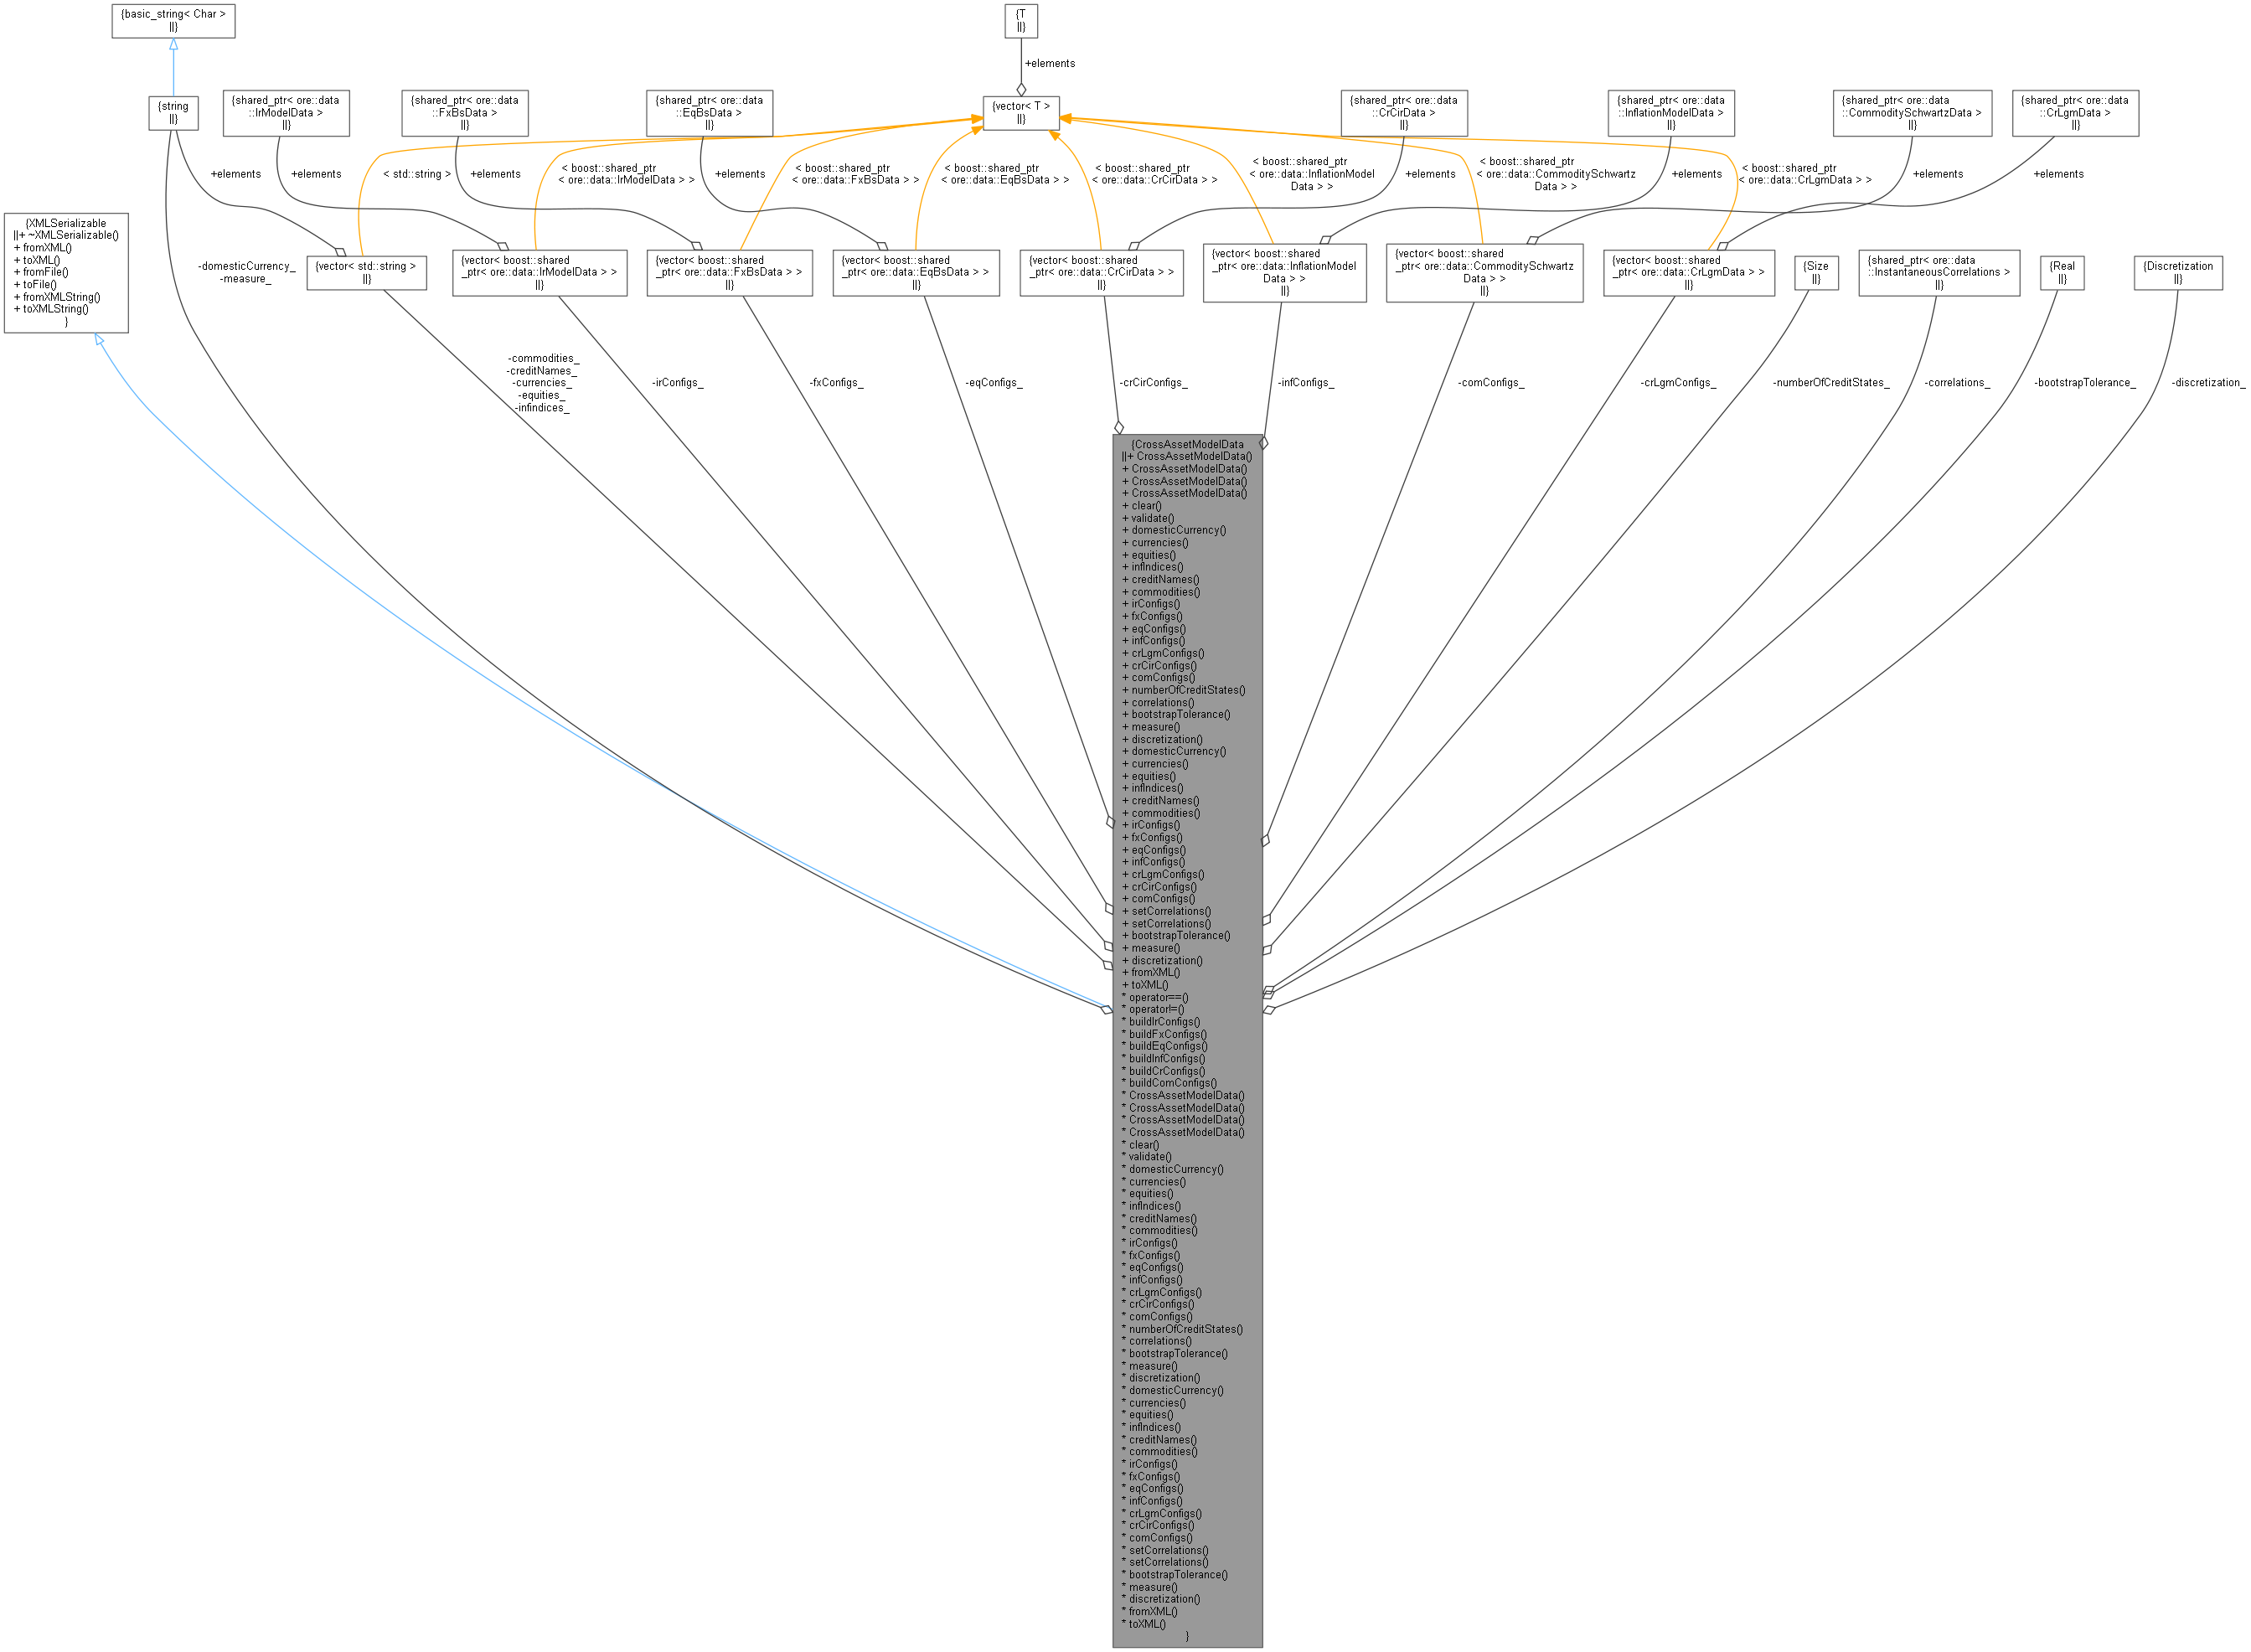 {basic_string< Char >
||}
{T
||}
+elements
{string
||}
{shared_ptr< ore::data
::IrModelData >
||}
{shared_ptr< ore::data
::FxBsData >
||}
{shared_ptr< ore::data
::EqBsData >
||}
{vector< T >
||}
{shared_ptr< ore::data
::CrCirData >
||}
{shared_ptr< ore::data
::InflationModelData >
||}
{shared_ptr< ore::data
::CommoditySchwartzData >
||}
{shared_ptr< ore::data
::CrLgmData >
||}
+elements
+elements
< std::string >
+elements
< boost::shared_ptr
< ore::data::IrModelData > >
+elements
< boost::shared_ptr
< ore::data::FxBsData > >
< boost::shared_ptr
< ore::data::EqBsData > >
< boost::shared_ptr
< ore::data::CrCirData > >
< boost::shared_ptr
< ore::data::InflationModel
Data > >
+elements
< boost::shared_ptr
< ore::data::CommoditySchwartz
Data > >
+elements
< boost::shared_ptr
< ore::data::CrLgmData > >
+elements
+elements
{XMLSerializable
||+ ~XMLSerializable()
+ fromXML()
+ toXML()
+ fromFile()
+ toFile()
+ fromXMLString()
+ toXMLString()
}
-domesticCurrency_
-measure_
{vector< std::string >
||}
{vector< boost::shared
_ptr< ore::data::IrModelData > >
||}
{vector< boost::shared
_ptr< ore::data::FxBsData > >
||}
{vector< boost::shared
_ptr< ore::data::EqBsData > >
||}
{vector< boost::shared
_ptr< ore::data::CrCirData > >
||}
{vector< boost::shared
_ptr< ore::data::InflationModel
Data > >
||}
{vector< boost::shared
_ptr< ore::data::CommoditySchwartz
Data > >
||}
{vector< boost::shared
_ptr< ore::data::CrLgmData > >
||}
{Size
||}
{shared_ptr< ore::data
::InstantaneousCorrelations >
||}
{Real
||}
{Discretization
||}
-commodities_
-creditNames_
-currencies_
-equities_
-infindices_
-irConfigs_
-fxConfigs_
-eqConfigs_
-crCirConfigs_
-infConfigs_
-comConfigs_
-crLgmConfigs_
-numberOfCreditStates_
-correlations_
-bootstrapTolerance_
-discretization_
{CrossAssetModelData
||+ CrossAssetModelData()
+ CrossAssetModelData()
+ CrossAssetModelData()
+ CrossAssetModelData()
+ clear()
+ validate()
+ domesticCurrency()
+ currencies()
+ equities()
+ infIndices()
+ creditNames()
+ commodities()
+ irConfigs()
+ fxConfigs()
+ eqConfigs()
+ infConfigs()
+ crLgmConfigs()
+ crCirConfigs()
+ comConfigs()
+ numberOfCreditStates()
+ correlations()
+ bootstrapTolerance()
+ measure()
+ discretization()
+ domesticCurrency()
+ currencies()
+ equities()
+ infIndices()
+ creditNames()
+ commodities()
+ irConfigs()
+ fxConfigs()
+ eqConfigs()
+ infConfigs()
+ crLgmConfigs()
+ crCirConfigs()
+ comConfigs()
+ setCorrelations()
+ setCorrelations()
+ bootstrapTolerance()
+ measure()
+ discretization()
+ fromXML()
+ toXML()
* operator==()
* operator!=()
* buildIrConfigs()
* buildFxConfigs()
* buildEqConfigs()
* buildInfConfigs()
* buildCrConfigs()
* buildComConfigs()
* CrossAssetModelData()
* CrossAssetModelData()
* CrossAssetModelData()
* CrossAssetModelData()
* clear()
* validate()
* domesticCurrency()
* currencies()
* equities()
* infIndices()
* creditNames()
* commodities()
* irConfigs()
* fxConfigs()
* eqConfigs()
* infConfigs()
* crLgmConfigs()
* crCirConfigs()
* comConfigs()
* numberOfCreditStates()
* correlations()
* bootstrapTolerance()
* measure()
* discretization()
* domesticCurrency()
* currencies()
* equities()
* infIndices()
* creditNames()
* commodities()
* irConfigs()
* fxConfigs()
* eqConfigs()
* infConfigs()
* crLgmConfigs()
* crCirConfigs()
* comConfigs()
* setCorrelations()
* setCorrelations()
* bootstrapTolerance()
* measure()
* discretization()
* fromXML()
* toXML()
}